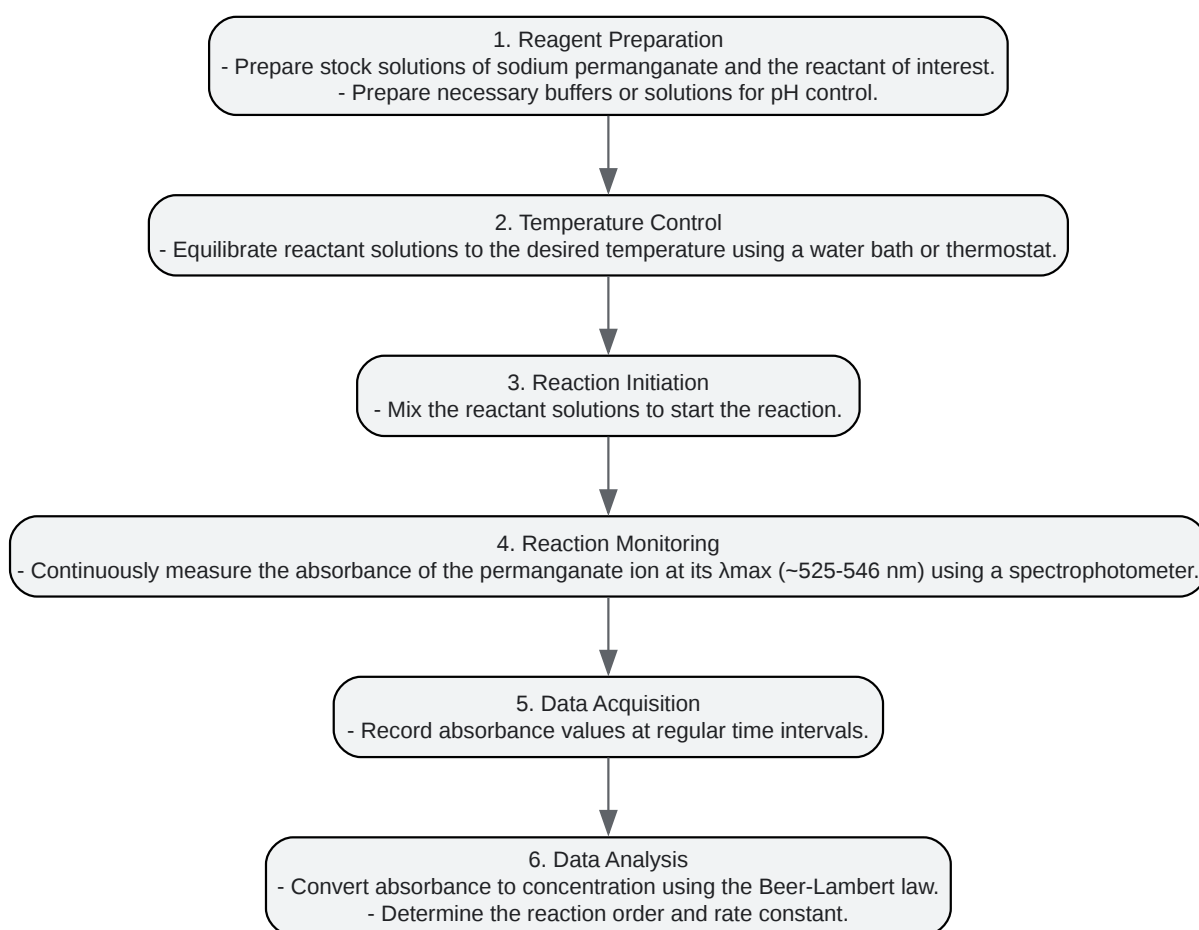 1. Reagent Preparation
- Prepare stock solutions of sodium permanganate and the reactant of interest.
- Prepare necessary buffers or solutions for pH control.
2. Temperature Control
- Equilibrate reactant solutions to the desired temperature using a water bath or thermostat.
3. Reaction Initiation
- Mix the reactant solutions to start the reaction.
4. Reaction Monitoring
- Continuously measure the absorbance of the permanganate ion at its λmax (~525-546 nm) using a spectrophotometer.
5. Data Acquisition
- Record absorbance values at regular time intervals.
6. Data Analysis
- Convert absorbance to concentration using the Beer-Lambert law.
- Determine the reaction order and rate constant.